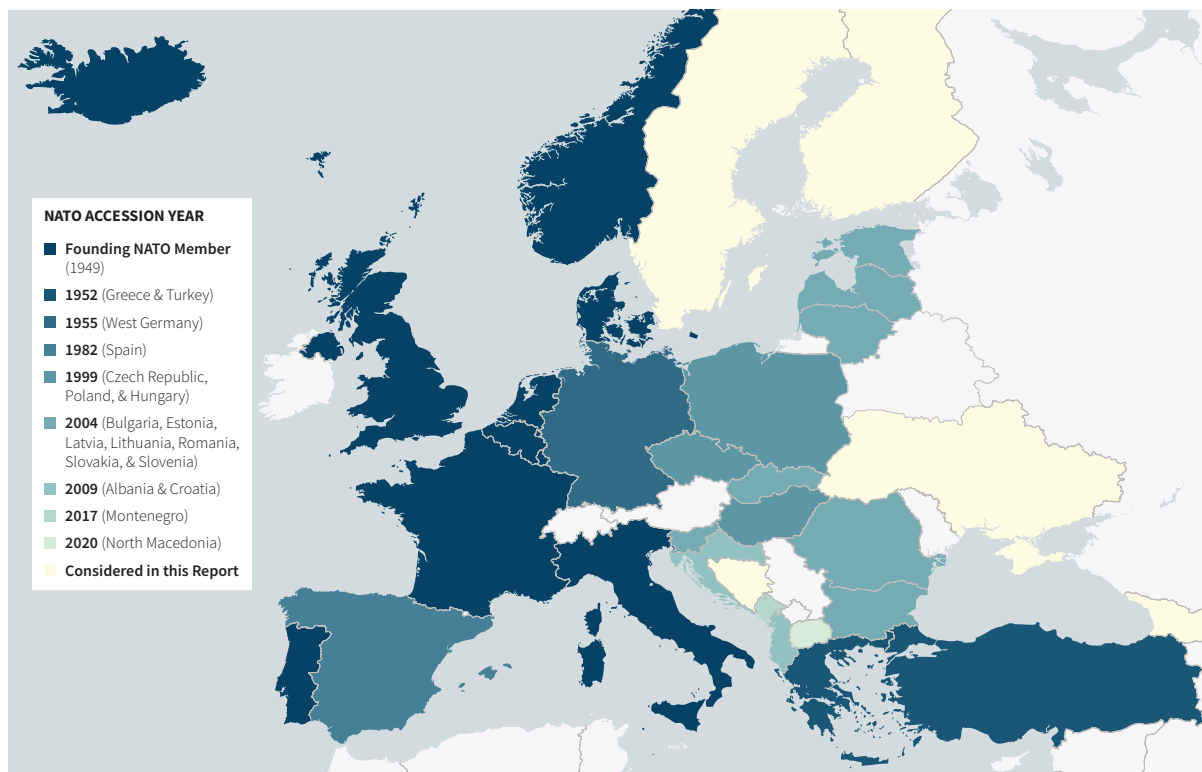 NATO ACCESSION YEAR
Founding NATO Member
(1949)
1952 (Greece & Turkey)
1955 (West Germany)
1982 (Spain)
1999 (Czech Republic,
Poland, & Hungary)
2004 (Bulgaria, Estonia,
Latvia, Lithuania, Romania,
Slovakia, & Slovenia)
2009 (Albania & Croatia)
2017 (Montenegro)
2020 (North Macedonia)
Considered in this Report